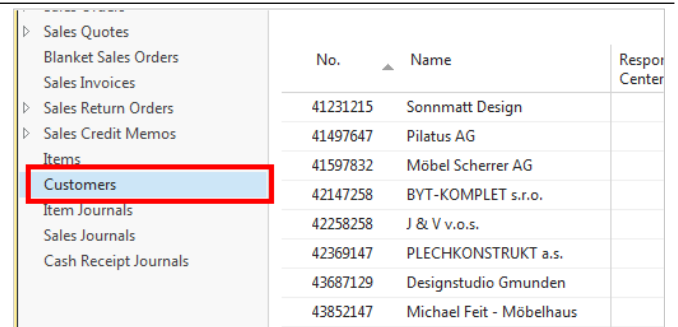 Sales Quotes
Blanket Sales Orders
Sales Invoices
Sales Return Orders
Sales Credit Memos
Items
Customers
Item Journals
Sales Journals
Cash Receipt Journals
No. Name Respon
Center
41231215 Sonnmatt Design
41497647 Pilatus AG
41597832 Möbel Scherrer AG
42147258 BYT-KOMPLET s.r.o.
42258258 J & V v.o.s.
42369147 PLECHKONSTRUKT a.s.
43687129 Designstudio Gmunden
43852147 Michael Feit - Möbelhaus